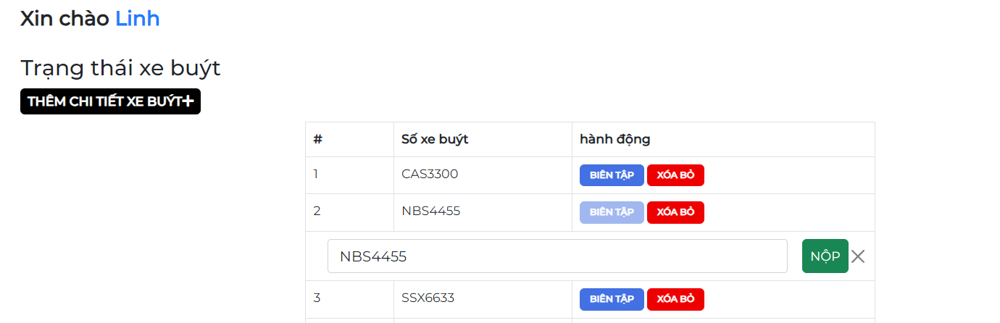 Xin chào Linh
Trạng thái xe buýt
THÊM CHI TIẾT XE BUÝT+
# Số xe buýt hành động
1 CAS3300 BIÊN TẬP XÓA BỎ
2 NBS4455 BIÊN TẬP XÓA BỎ
NBS4455 NỘP
3 SSX6633 BIÊN TẬP XÓA BỎ